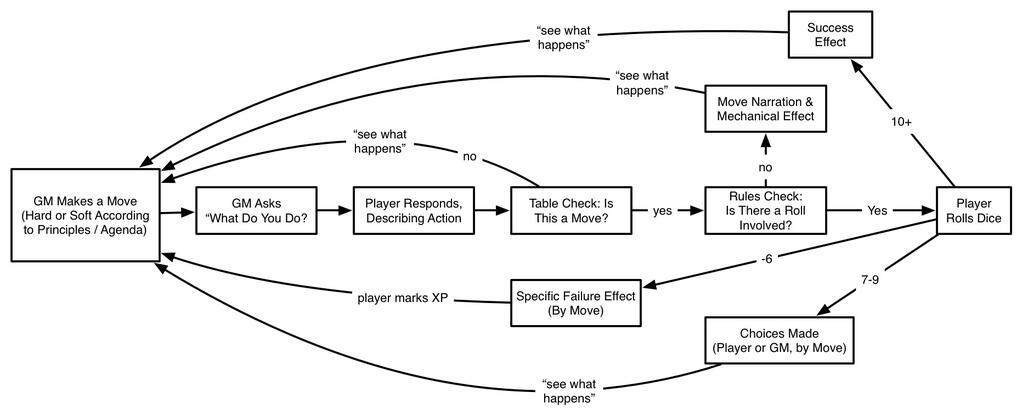 Success
Effect
"see what
happens"
"see what
happens"
Move Narration &
Mechanical Effect
10+
"see what
happens"
no
no
GM Makes a Move
(Hard or Soft According
to Principles / Agenda)
GM Asks
"What Do You Do?
Player Responds,
Describing Action
Table Check: Is
This a Move?
yes
Rules Check:
Is There a Roll
Involved?
Yes
Player
Rolls Dice
-6
7-9
player marks XP
Specific Failure Effect
(By Move)
Choices Made
(Player or GM, by Move)
"see what
happens"